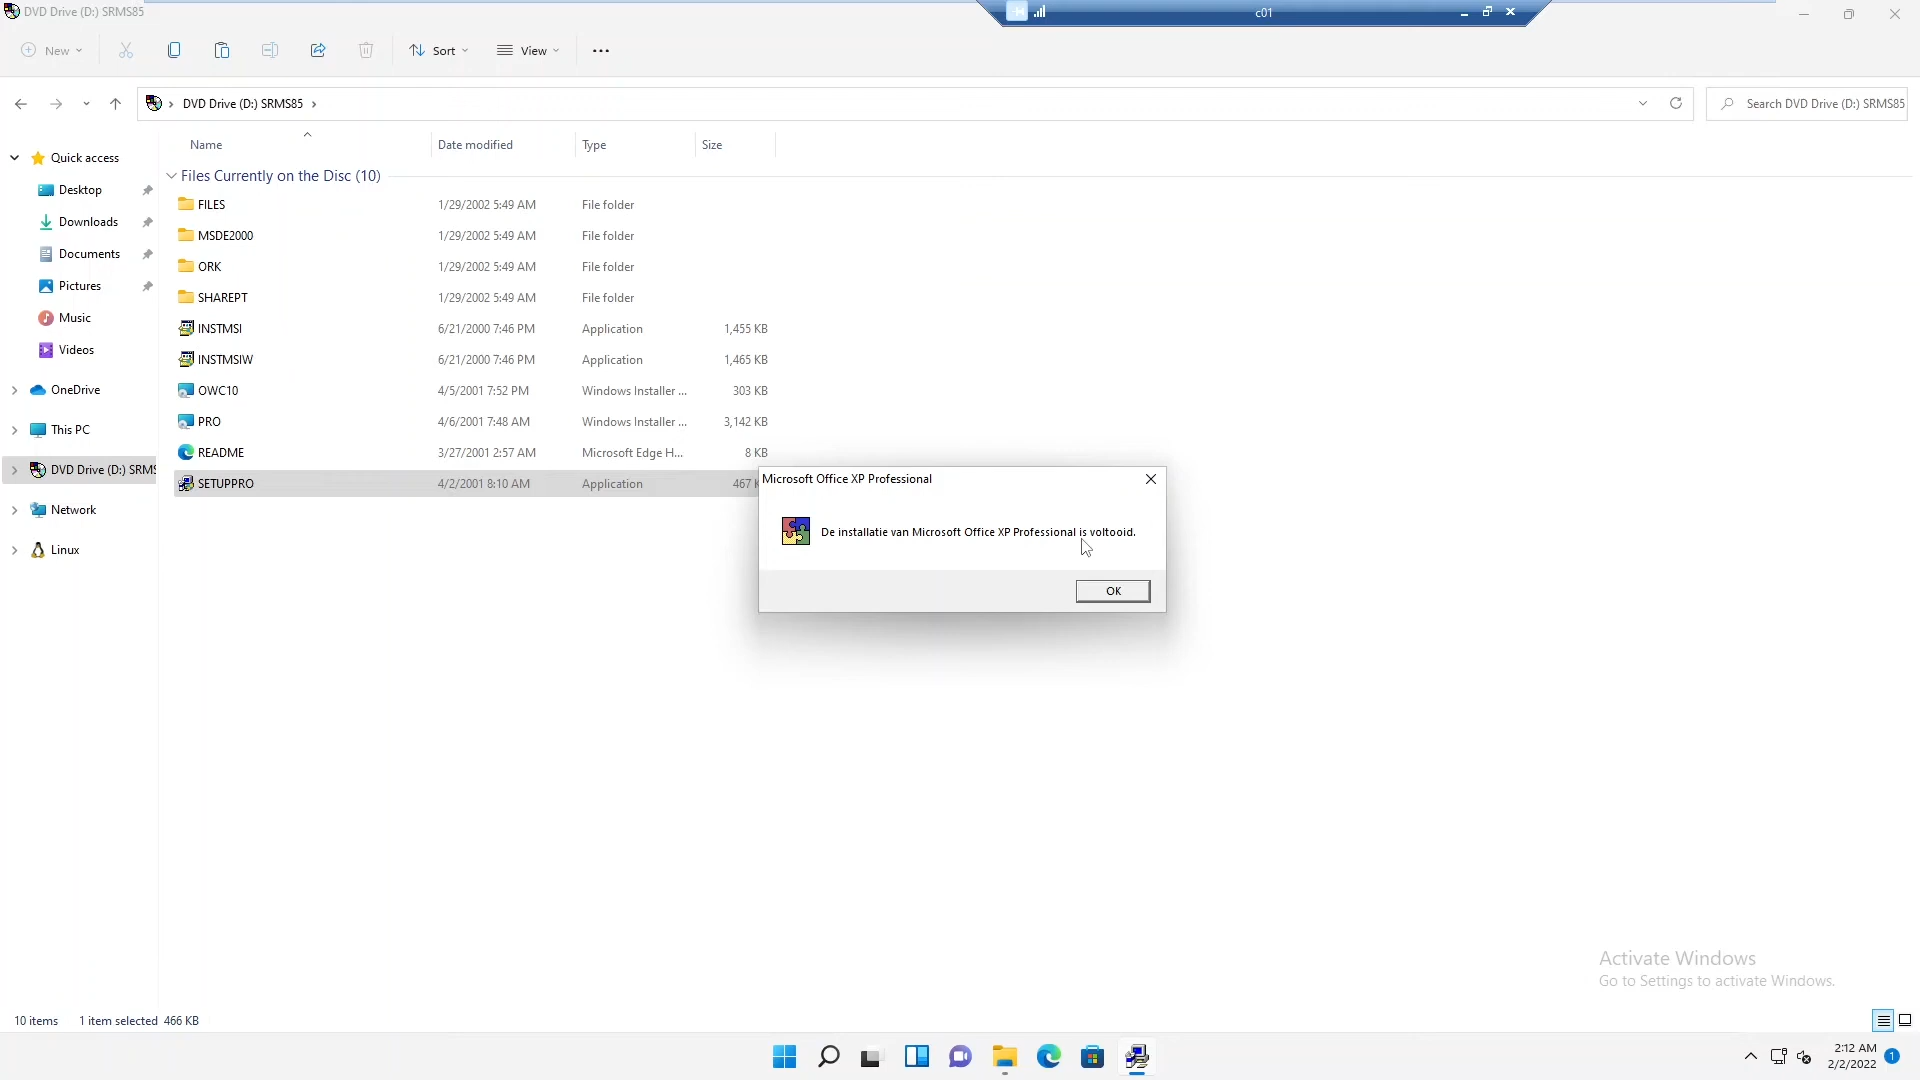 DVD Drive (D:) SRMS85
c01
New
Sort
View
DVD Drive (D:) SRMS85
Search DVD Drive (D:) SRMS85
Name Date modified Type Size
Quick access
Desktop
Downloads
Documents
Pictures
Music
Videos
OneDrive
This PC
DVD Drive (D:) SRMS
Network
Linux
Files Currently on the Disc (10)
FILES 1/29/2002 5:49 AM File folder
MSDE2000 1/29/2002 5:49 AM File folder
ORK 1/29/2002 5:49 AM File folder
SHAREPT 1/29/2002 5:49 AM File folder
INSTMSI 6/21/2000 7:46 PM Application 1,455 KB
INSTMSIW 6/21/2000 7:46 PM Application 1,465 KB
OWC10 4/5/2001 7:52 PM Windows Installer ... 303 KB
PRO 4/6/2001 7:48 AM Windows Installer ... 3,142 KB
README 3/27/2001 2:57 AM Microsoft Edge H... 8 KB
SETUPPRO 4/2/2001 8:10 AM Application 467 K
Microsoft Office XP Professional
De installatie van Microsoft Office XP Professional is voltooid.
OK
Activate Windows
Go to Settings to activate Windows.
10 items 1 item selected 466 KB
2:12 AM
2/2/2022
1